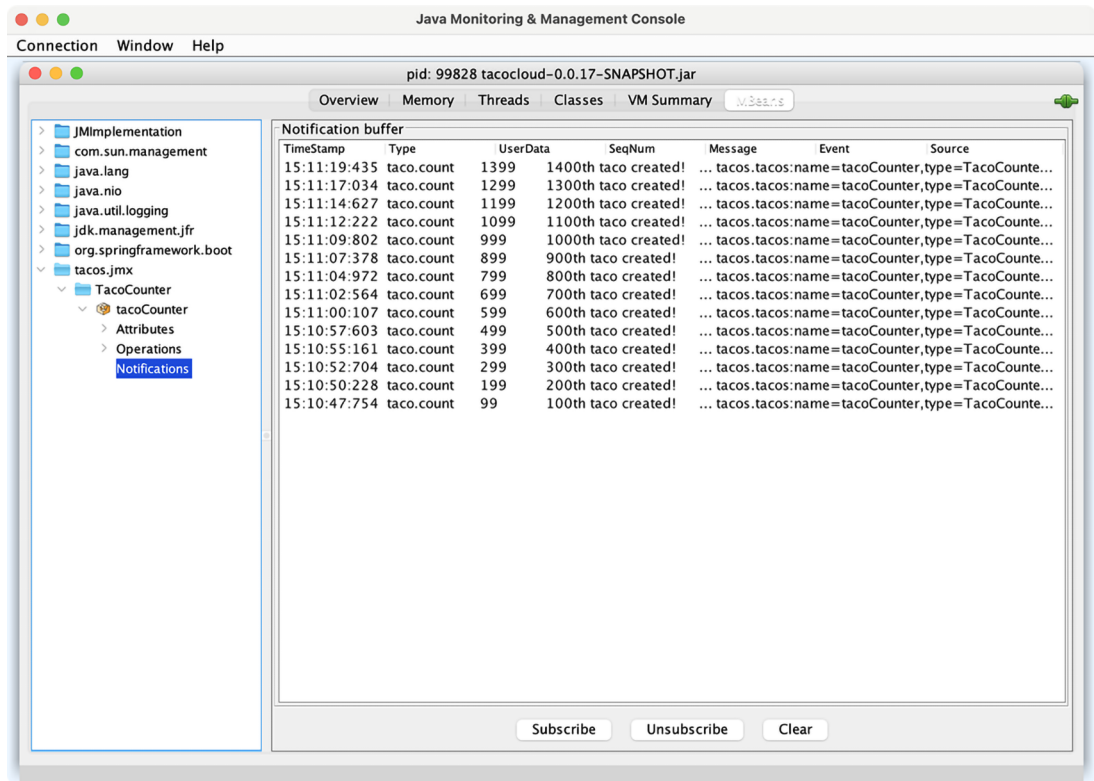 Java Monitoring & Management Console
Connection Window Help
pid: 99828 tacocloud-0.0.17-SNAPSHOT.jar
Overview Memory Threads Classes VM Summary MBeans
JMImplementation
com.sun.management
java.lang
java.nio
java.util.logging
jdk.management.jfr
org.springframework.boot
tacos.jmx
TacoCounter
tacoCounter
Attributes
Operations
Notifications
Notification buffer
TimeStamp Type UserData SeqNum Message Event Source
15:11:19:435 taco.count 1399 1400th taco created! ... tacos.tacos:name=tacoCounter,type=TacoCounte...
15:11:17:034 taco.count 1299 1300th taco created! ... tacos.tacos:name=tacoCounter,type=TacoCounte...
15:11:14:627 taco.count 1199 1200th taco created! ... tacos.tacos:name=tacoCounter,type=TacoCounte...
15:11:12:222 taco.count 1099 1100th taco created! ... tacos.tacos:name=tacoCounter,type=TacoCounte...
15:11:09:802 taco.count 999 1000th taco created! ... tacos.tacos:name=tacoCounter,type=TacoCounte...
15:11:07:378 taco.count 899 900th taco created! ... tacos.tacos:name=tacoCounter,type=TacoCounte...
15:11:04:972 taco.count 799 800th taco created! ... tacos.tacos:name=tacoCounter,type=TacoCounte...
15:11:02:564 taco.count 699 700th taco created! ... tacos.tacos:name=tacoCounter,type=TacoCounte...
15:11:00:107 taco.count 599 600th taco created! ... tacos.tacos:name=tacoCounter,type=TacoCounte...
15:10:57:603 taco.count 499 500th taco created! ... tacos.tacos:name=tacoCounter,type=TacoCounte...
15:10:55:161 taco.count 399 400th taco created! ... tacos.tacos:name=tacoCounter,type=TacoCounte...
15:10:52:704 taco.count 299 300th taco created! ... tacos.tacos:name=tacoCounter,type=TacoCounte...
15:10:50:228 taco.count 199 200th taco created! ... tacos.tacos:name=tacoCounter,type=TacoCounte...
15:10:47:754 taco.count 99 100th taco created! ... tacos.tacos:name=tacoCounter,type=TacoCounte...
Subscribe Unsubscribe Clear